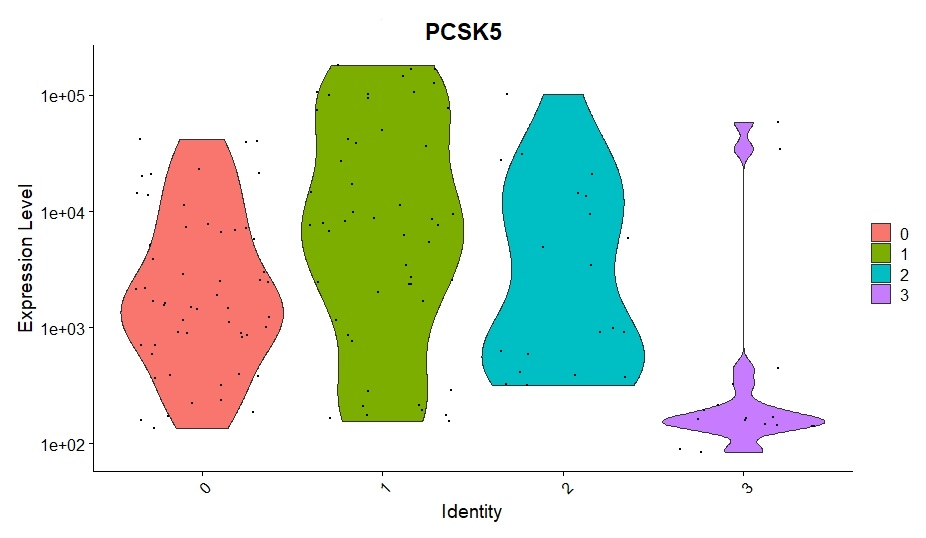 PCSK5
Expression Level
1e+05
1e+04
1e+03
1e+02
0
1
2
3
Identity
0
1
2
3